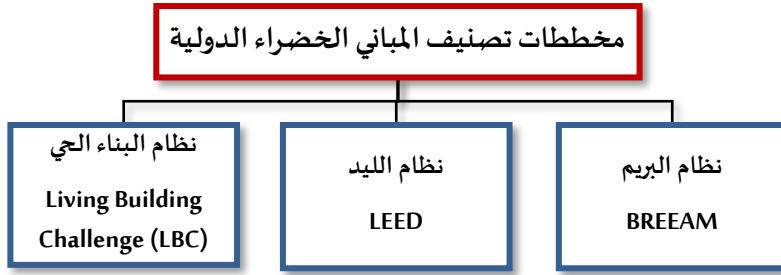 مخططات تصنيف المباني الخضراء الدولية
نظام البريم
BREEAM
نظام الليد
LEED
نظام البناء الحي
Living Building
Challenge (LBC)